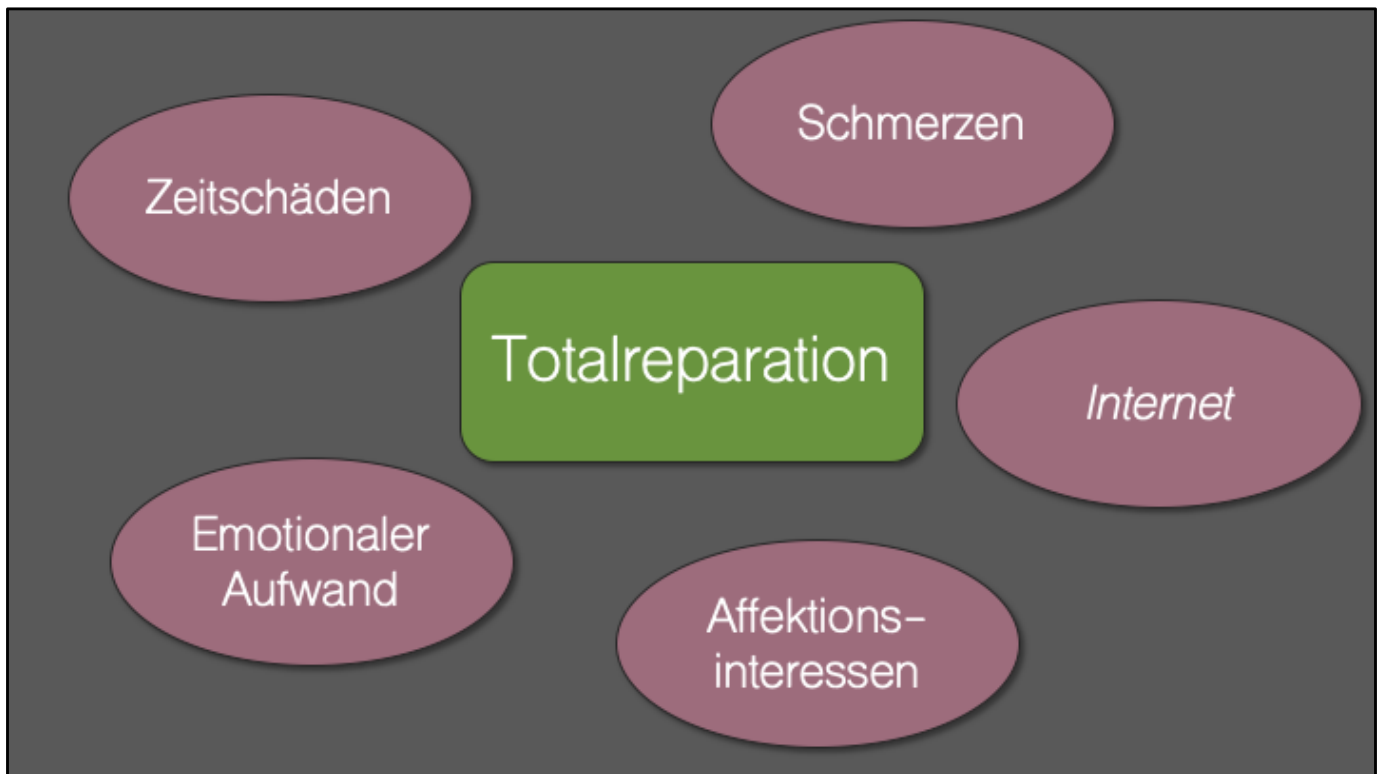 Schmerzen
Zeitschäden
Totalreparation
Internet
Emotionaler
Aufwand
Affektions-
interessen